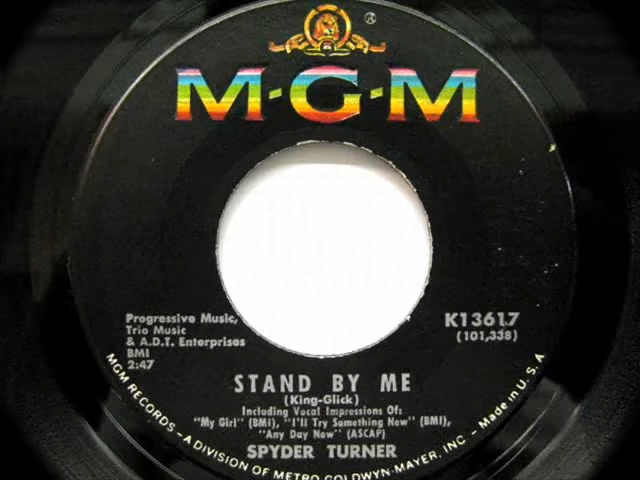 ®
M-G-M
Progressive Music,
Trio Music
& A.D.T. Enterprises
BMI
2:47
K13617
(101,338)
STAND BY ME
(King-Glick)
Including Vocal Impressions Of:
"My Girl" (BMI), "I'll Try Something New" (BMI),
"Any Day Now" (ASCAP)
SPYDER TURNER
MGM RECORDS - A DIVISION OF METRO-GOLDWYN-MAYER, INC - Made in U.S.A